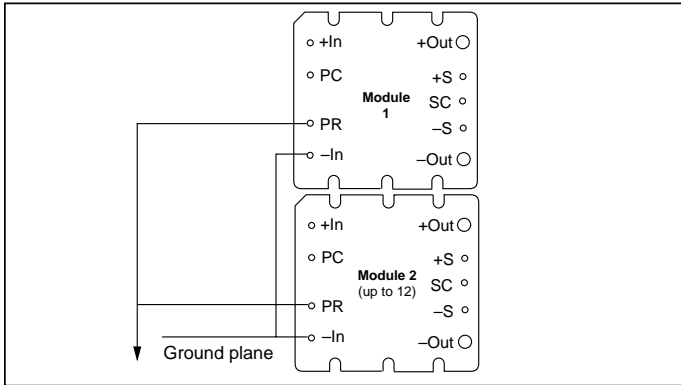 +In +Out
PC +S
Module
1
SC
PR –S
–In –Out
+In +Out
PC +S
Module 2
(up to 12)
SC
PR –S
–In –Out
Ground plane